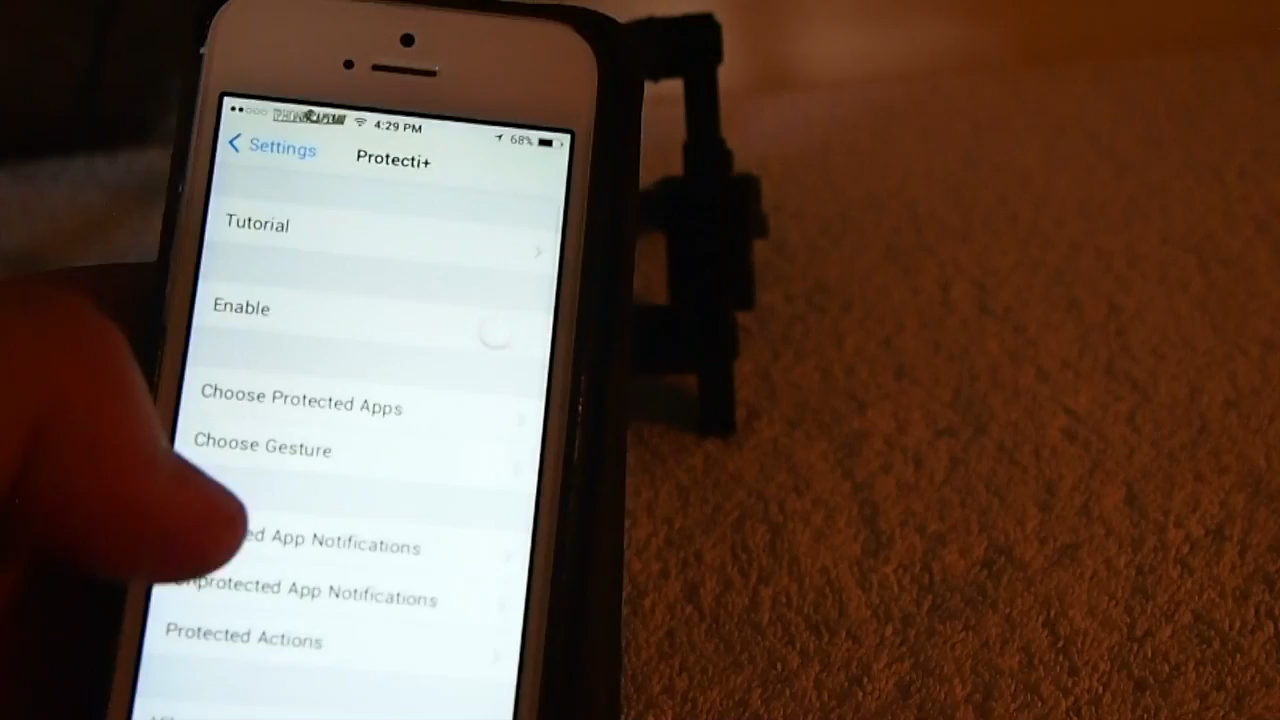 4:29 PM 68%
Settings Protecti+
Tutorial
Enable
Choose Protected Apps
Choose Gesture
ed App Notifications
nprotected App Notifications
Protected Actions